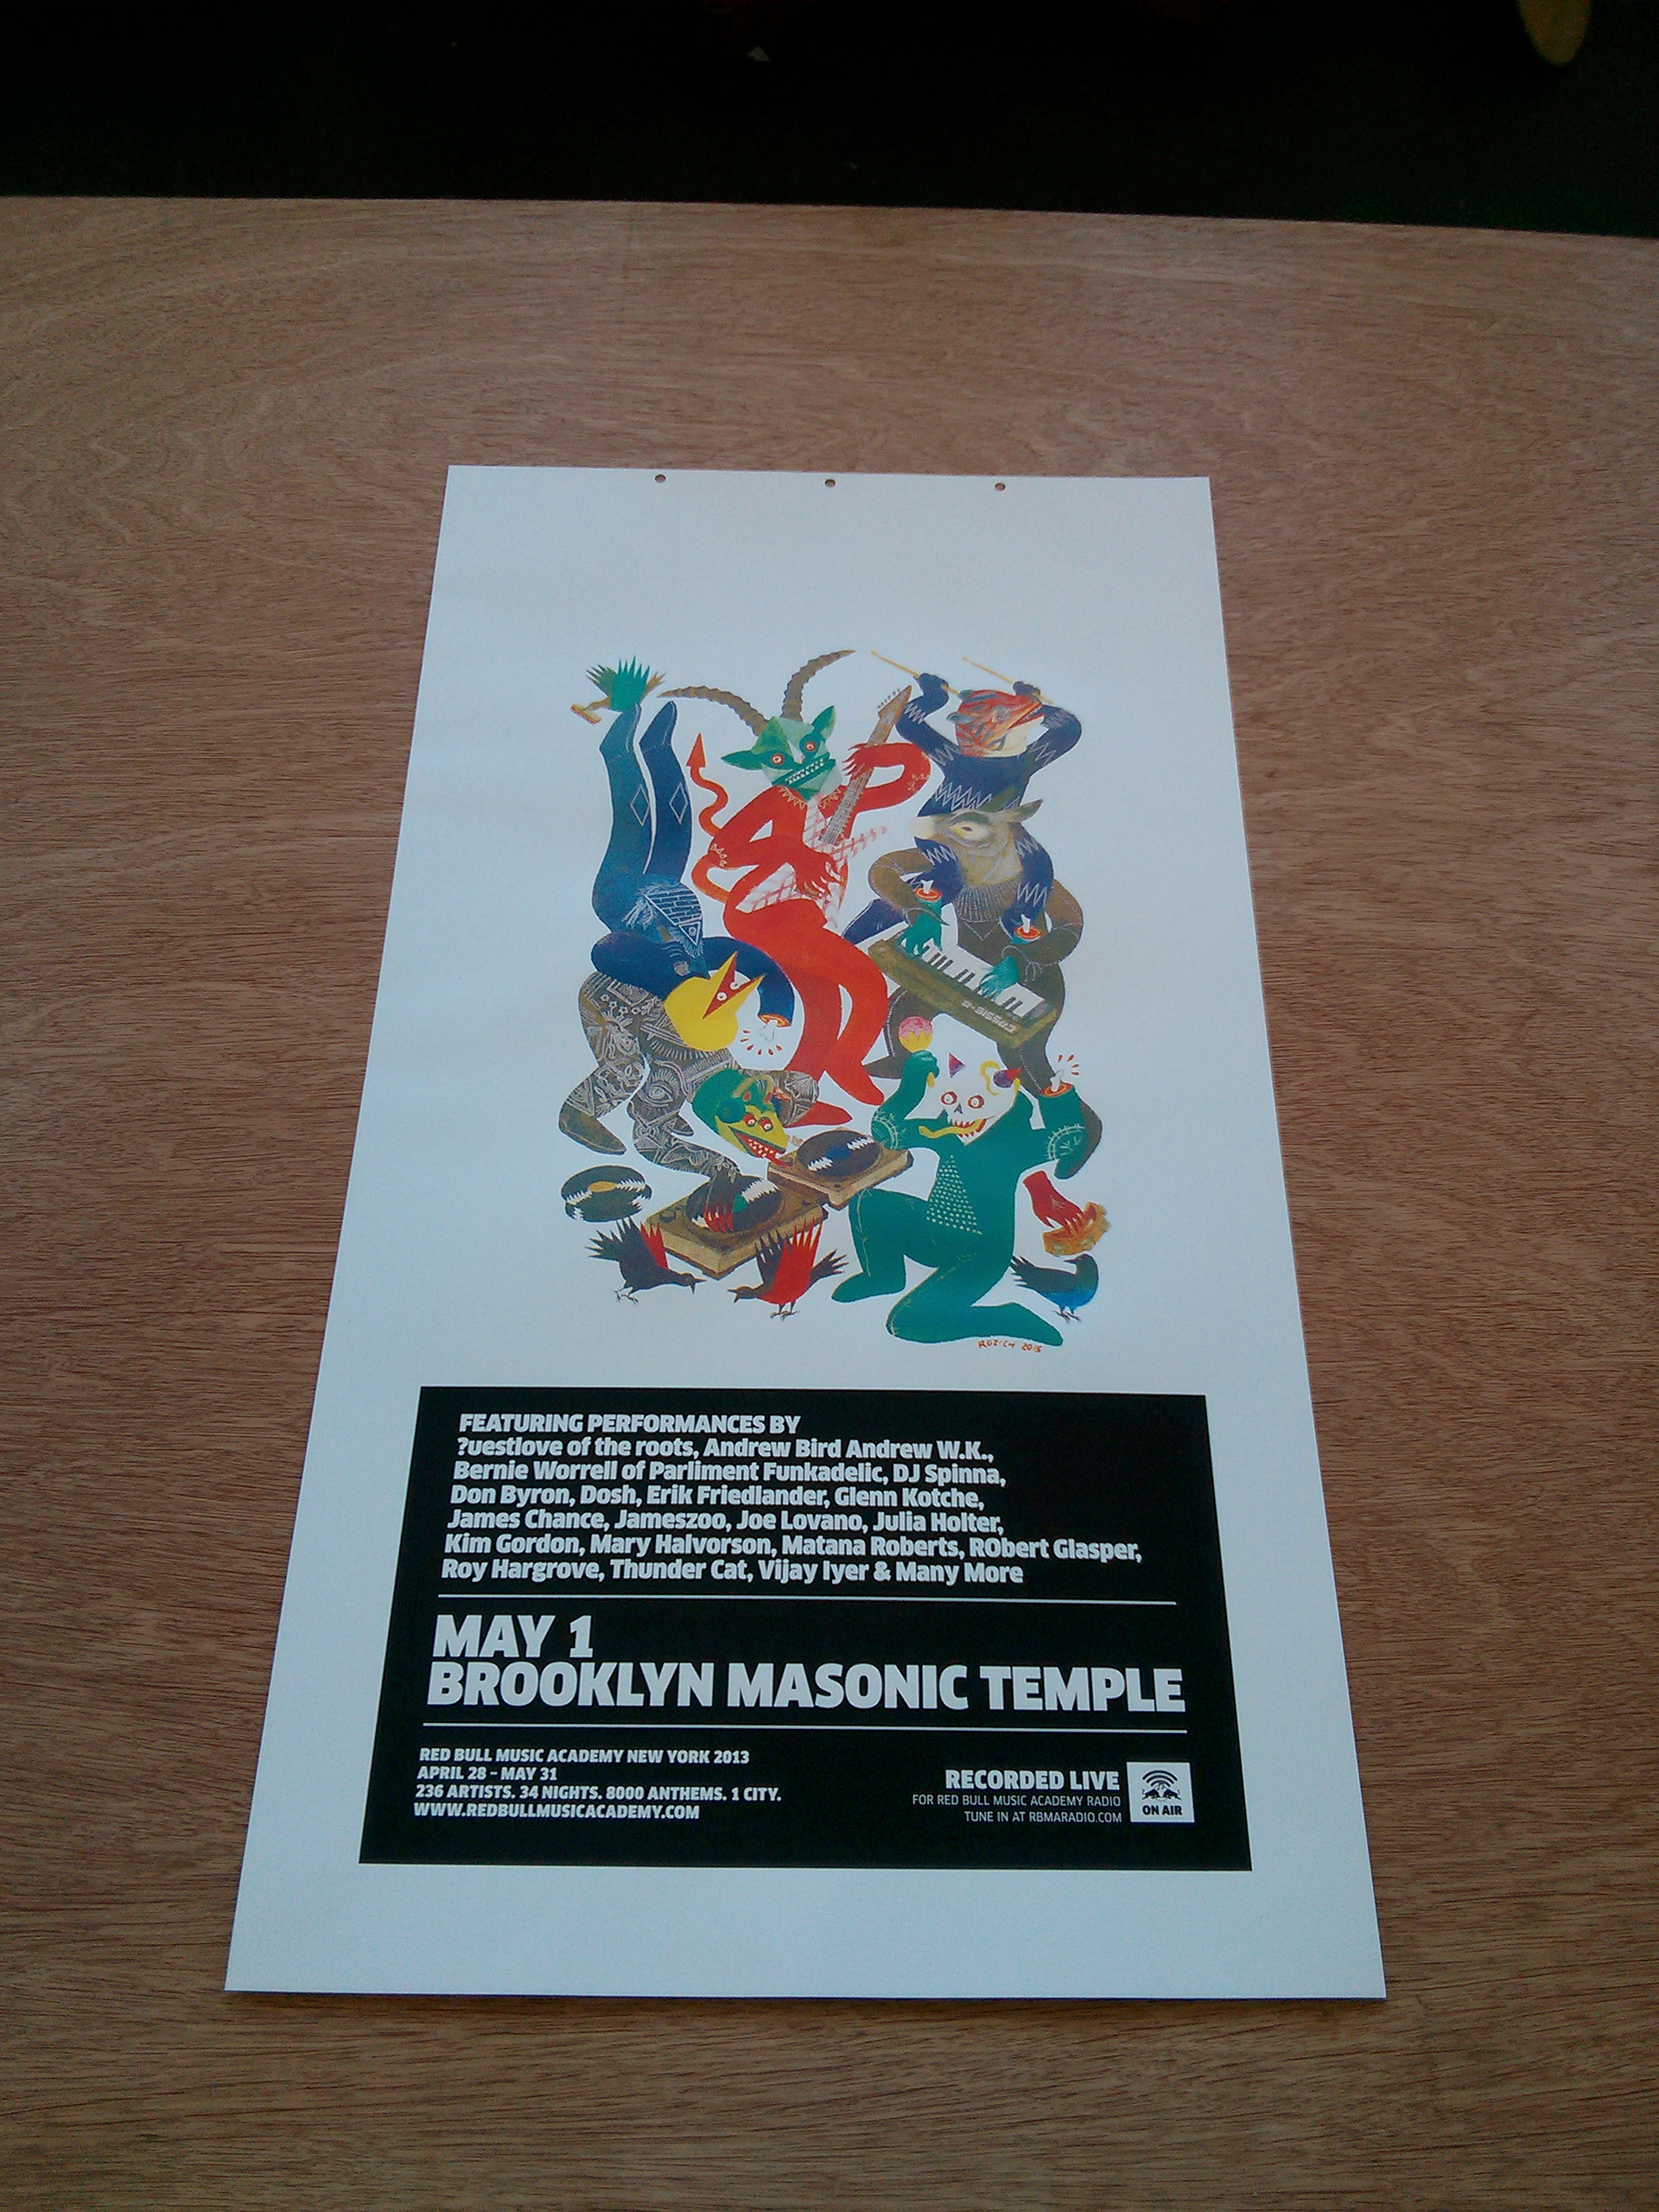 CASSIE-O
ROZICH 2013
FEATURING PERFORMANCES BY
?uestlove of the roots, Andrew Bird Andrew W.K.,
Bernie Worrell of Parliment Funkadelic, DJ Spinna,
Don Byron, Dosh, Erik Friedlander, Glenn Kotche,
James Chance, Jameszoo, Joe Lovano, Julia Holter,
Kim Gordon, Mary Halvorson, Matana Roberts, RObert Glasper,
Roy Hargrove, Thunder Cat, Vijay Iyer & Many More
MAY 1
BROOKLYN MASONIC TEMPLE
RED BULL MUSIC ACADEMY NEW YORK 2013
APRIL 28 - MAY 31
236 ARTISTS. 34 NIGHTS. 8000 ANTHEMS. 1 CITY.
WWW.REDBULLMUSICACADEMY.COM
RECORDED LIVE
FOR RED BULL MUSIC ACADEMY RADIO
TUNE IN AT RBMARADIO.COM
ON AIR